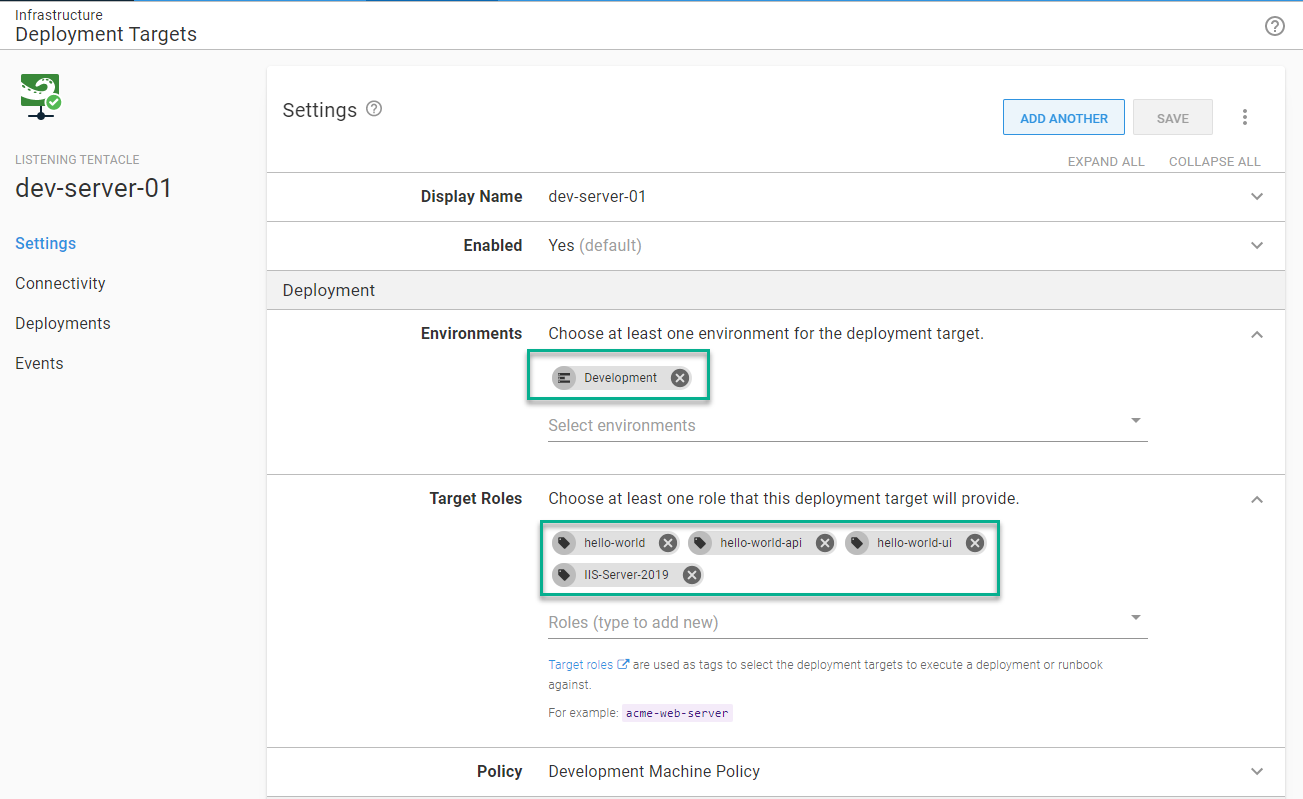 Infrastructure
Deployment Targets
LISTENING TENTACLE
dev-server-01
Settings
Connectivity
Deployments
Events
Settings
ADD ANOTHER
SAVE
EXPAND ALL
COLLAPSE ALL
Display Name
dev-server-01
Enabled
Yes (default)
Deployment
Environments
Choose at least one environment for the deployment target.
Development
Select environments
Target Roles
Choose at least one role that this deployment target will provide.
hello-world
hello-world-api
hello-world-ui
IIS-Server-2019
Roles (type to add new)
Target roles are used as tags to select the deployment targets to execute a deployment or runbook
against.
For example: acme-web-server
Policy
Development Machine Policy